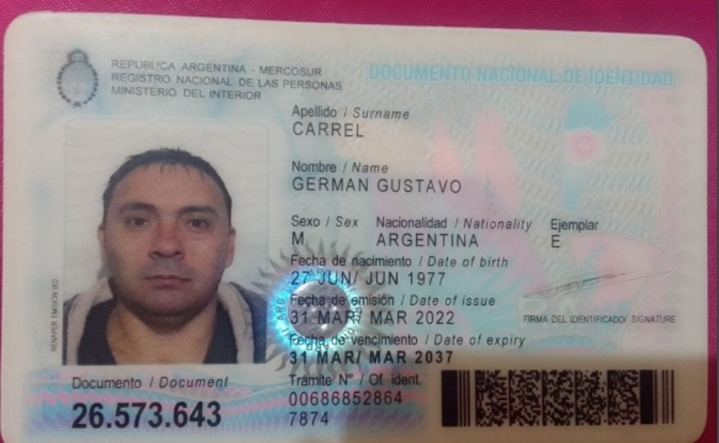 REPUBLICA ARGENTINA - MERCOSUR
REGISTRO NACIONAL DE LAS PERSONAS
MINISTERIO DEL INTERIOR
DOCUMENTO NACIONAL DE IDENTIDAD
Apellido / Surname
CARREL
Nombre / Name
GERMAN GUSTAVO
Sexo / Sex Nacionalidad / Nationality Ejemplar
M ARGENTINA E
Fecha de nacimiento / Date of birth
27 JUN/ JUN 1977
Fecha de emisión / Date of issue
31 MAR/ MAR 2022
FIRMA DEL IDENTIFICADO/ SIGNATURE
Fecha de vencimiento / Date of expiry
31 MAR/ MAR 2037
Documento / Document
26.573.643
Trámite Nº / Of. ident.
00686852864
7874
RENAPER EMISION 002